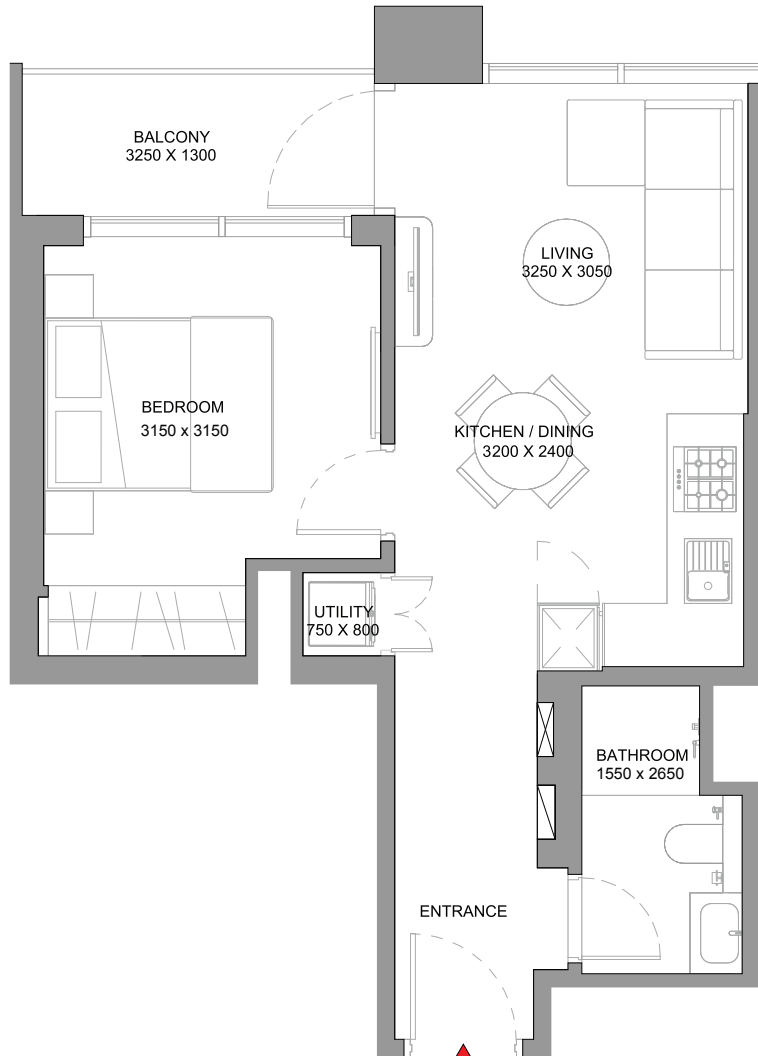 BALCONY
3250 X 1300
LIVING
3250 X 3050
BEDROOM
3150 x 3150
KITCHEN / DINING
3200 X 2400
UTILITY
750 X 800
BATHROOM
1550 x 2650
ENTRANCE